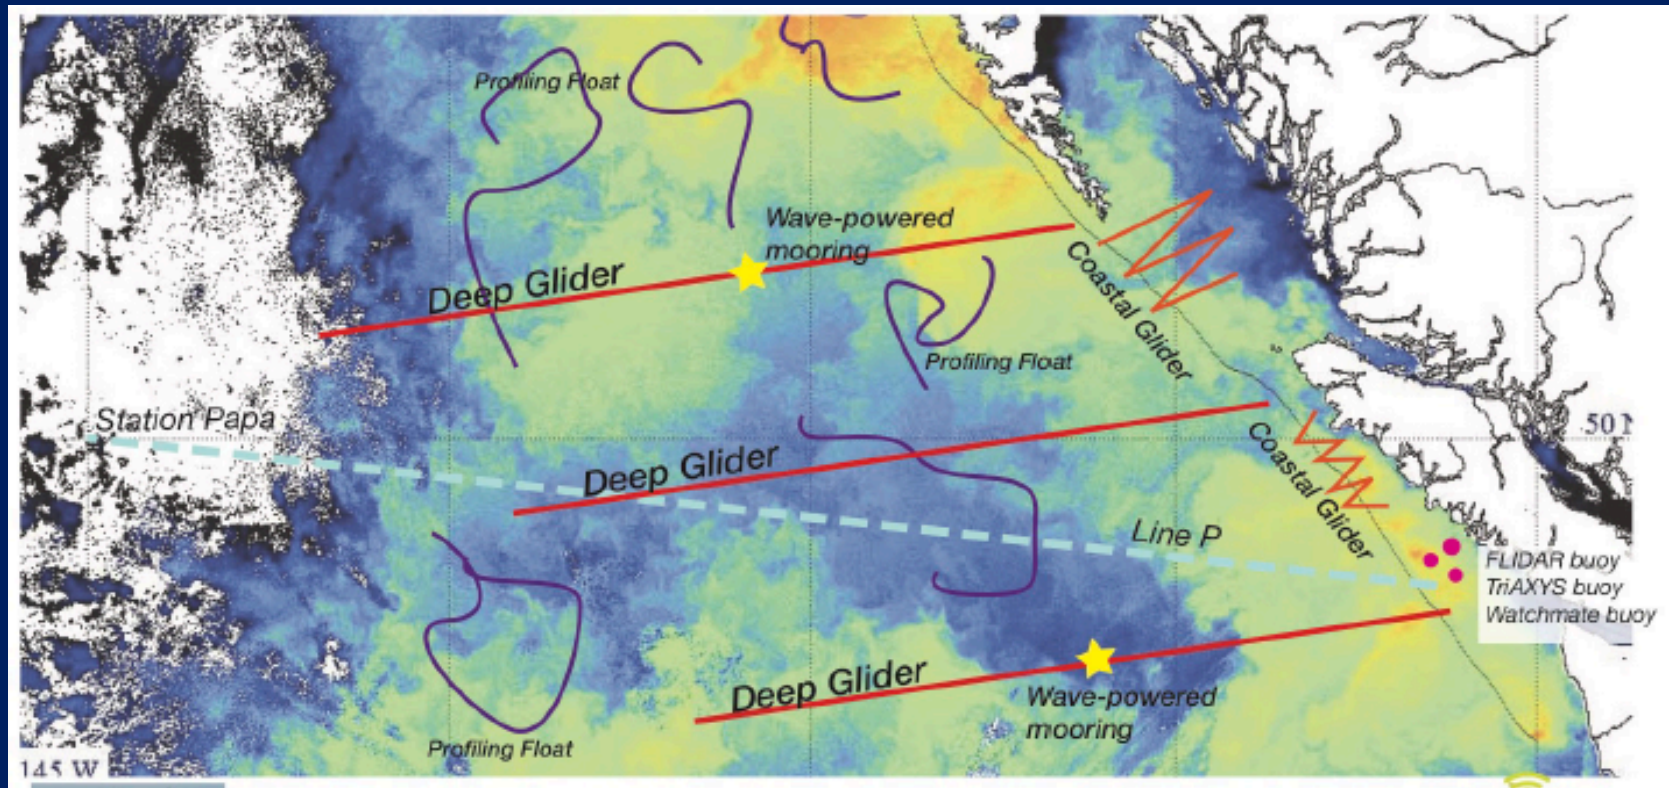 Profiling Float
Wave-powered
mooring
Deep Glider
Coastal Glider
Profiling Float
Station Papa
50 N
Deep Glider
Coastal Glider
Line P
FLIDAR buoy
TriAXYS buoy
Watchmate buoy
Deep Glider
Wave-powered
mooring
Profiling Float
145 W